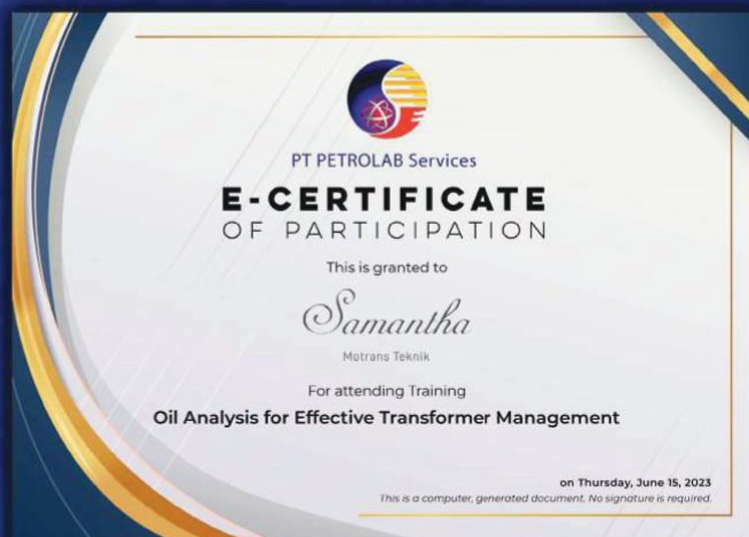 PT PETROLAB Services
E-CERTIFICATE
OF PARTICIPATION
This is granted to
Samantha
Motrans Teknik
For attending Training
Oil Analysis for Effective Transformer Management
on Thursday, June 15, 2023
This is a computer, generated document. No signature is required.